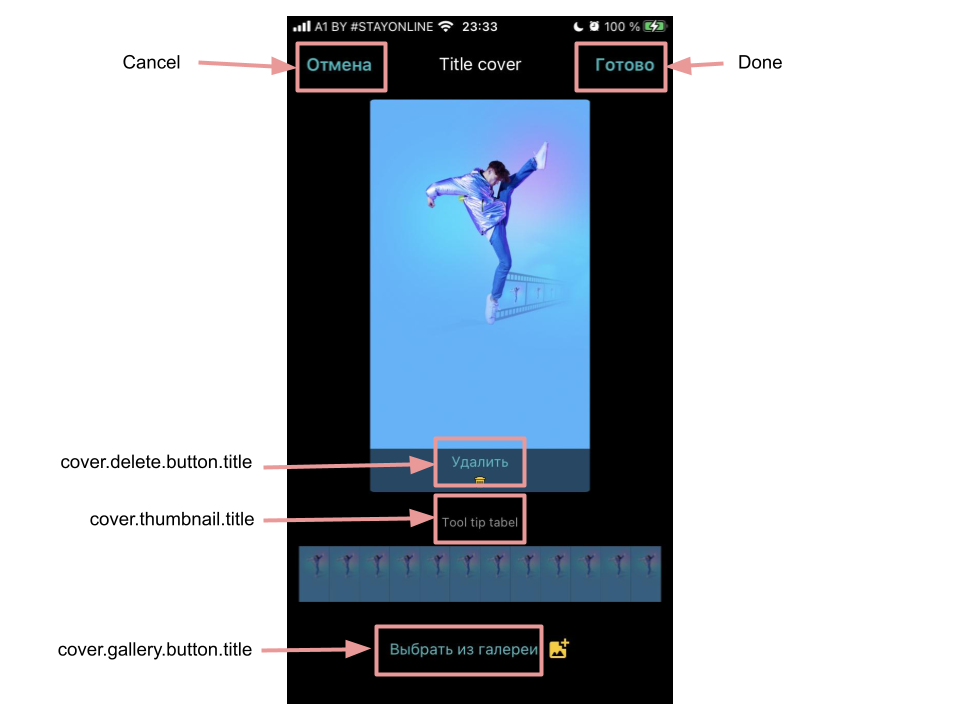 A1 BY #STAYONLINE 23:33 100 %
Cancel Отмена Title cover Готово Done
cover.delete.button.title Удалить
cover.thumbnail.title Tool tip tabel
cover.gallery.button.title Выбрать из галереи